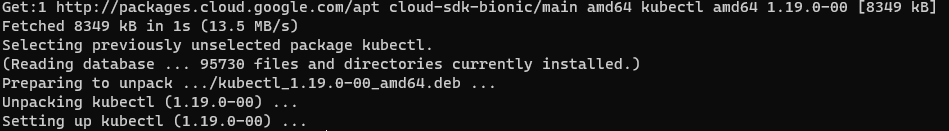 Get:1 http://packages.cloud.google.com/apt cloud-sdk-bionic/main amd64 kubectl amd64 1.19.0-00 [8349 kB]
Fetched 8349 kB in 1s (13.5 MB/s)
Selecting previously unselected package kubectl.
(Reading database ... 95730 files and directories currently installed.)
Preparing to unpack .../kubectl_1.19.0-00_amd64.deb ...
Unpacking kubectl (1.19.0-00) ...
Setting up kubectl (1.19.0-00) ...